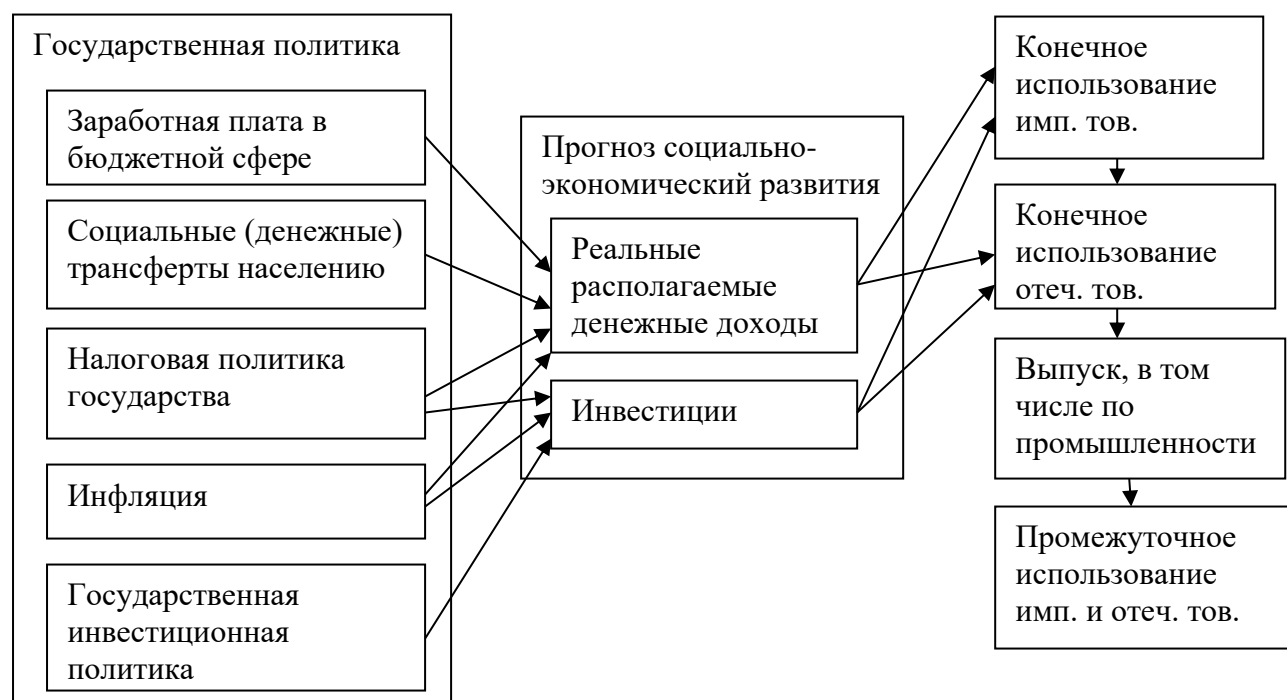 Государственная политика
Заработная плата в
бюджетной сфере
Социальные (денежные)
трансферты населению
Налоговая политика
государства
Инфляция
Государственная
инвестиционная
политика
Прогноз социально-
экономический развития
Реальные
располагаемые
денежные доходы
Инвестиции
Конечное
использование
имп. тов.
Конечное
использование
отеч. тов.
Выпуск, в том
числе по
промышленности
Промежуточное
использование
имп. и отеч. тов.